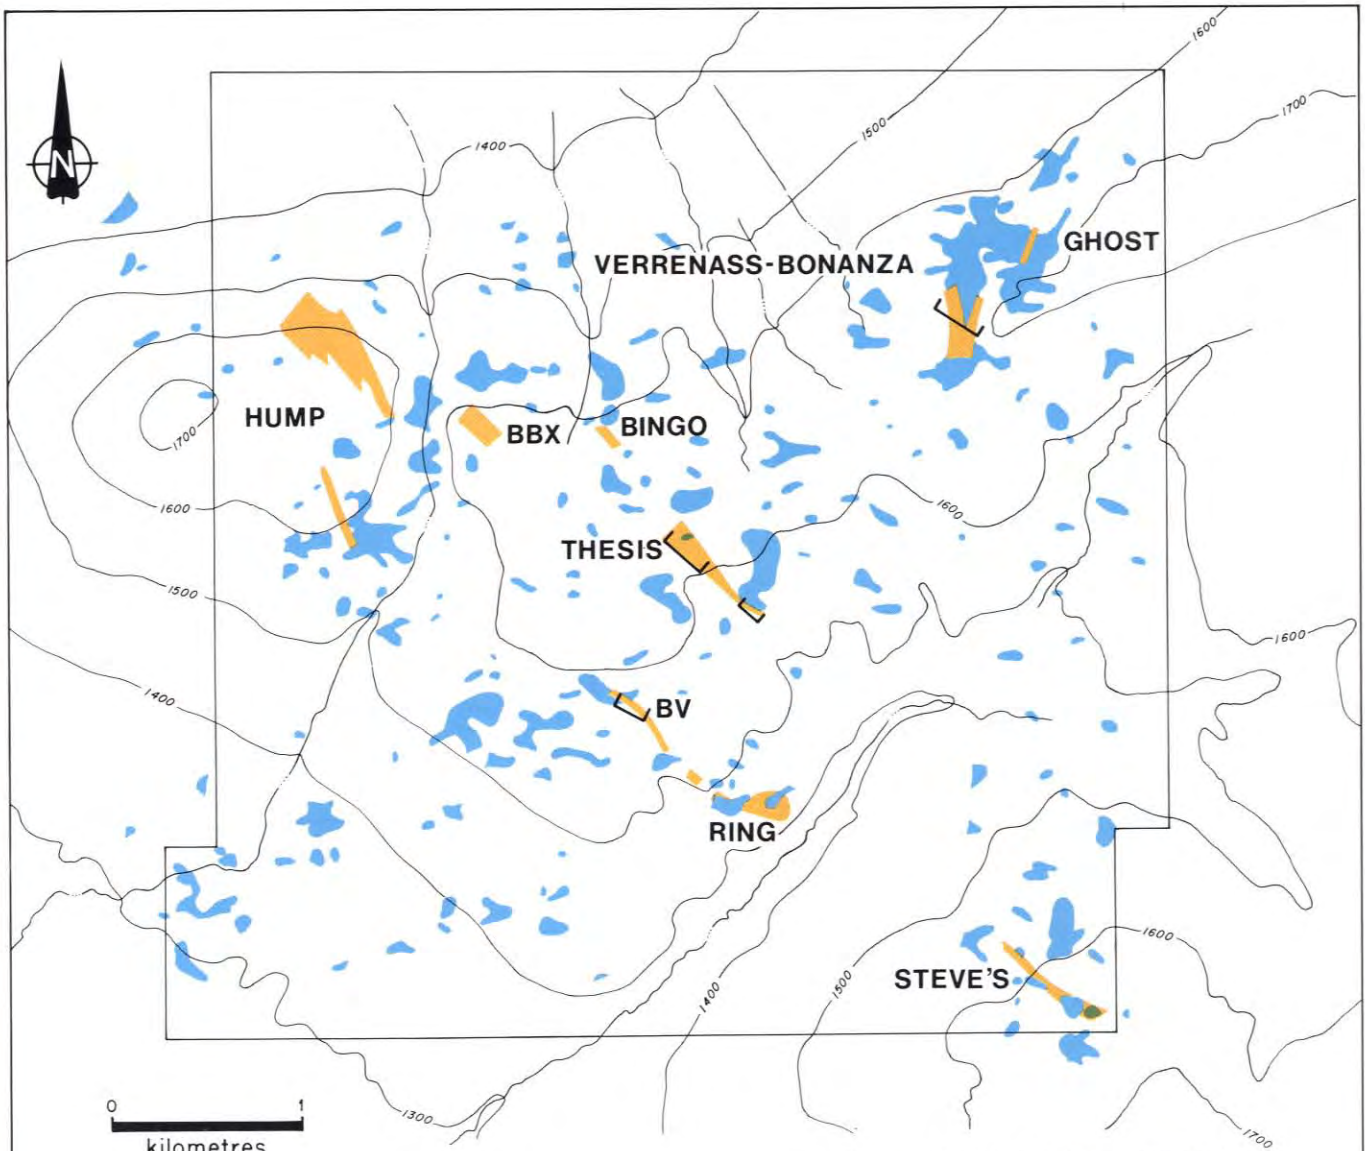 1600
1700
1500
1400
N
GHOST
VERRENASS-BONANZA
HUMP
BBX
BINGO
1700
1600
1600
THESIS
1500
1600
1400
BV
RING
1600
STEVE'S
1500
1400
0 1
kilometres
1300
1700